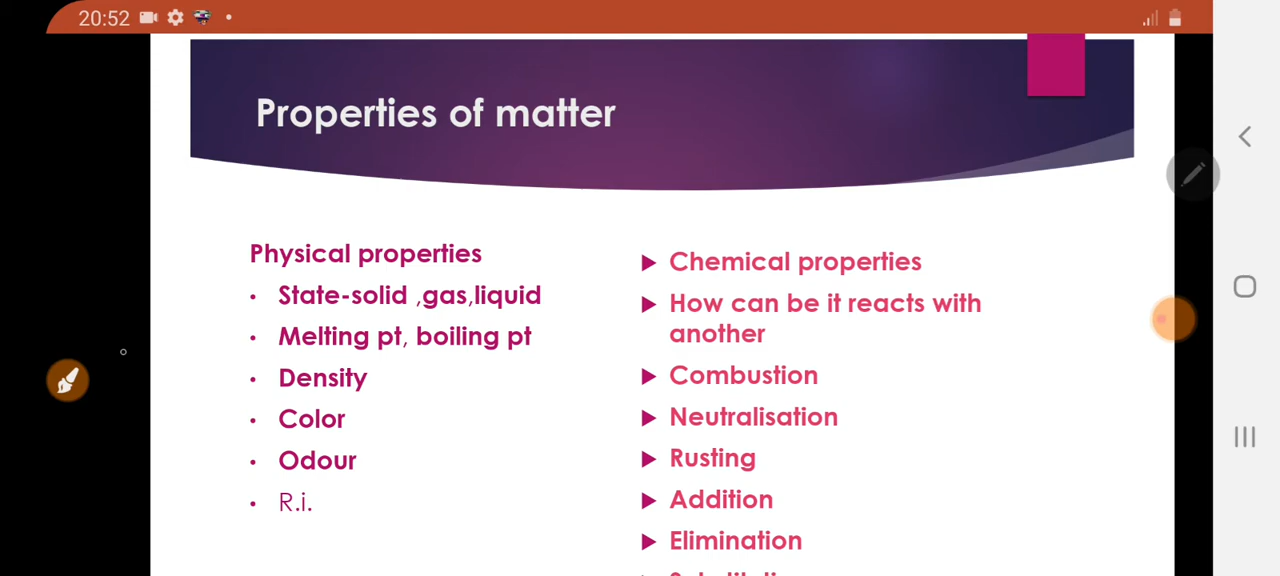 20:52
Properties of matter
Physical properties
State-solid ,gas,liquid
Melting pt, boiling pt
Density
Color
Odour
R.i.
Chemical properties
How can be it reacts with
another
Combustion
Neutralisation
Rusting
Addition
Elimination